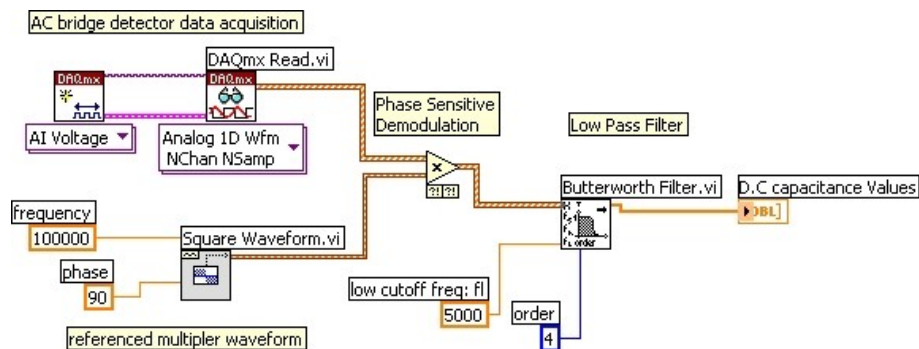 AC bridge detector data acquisition
DAQmx Read.vi
DAQmx
DAQmx
AI Voltage
Analog 1D Wfm
NChan NSamp
Phase Sensitive
Demodulation
Low Pass Filter
x
?! ?!
Butterworth Filter.vi
D.C capacitance Values
DBL]
order
frequency
100000
Square Waveform.vi
phase
90
low cutoff freq: fl
5000
order
4
referenced multipler waveform